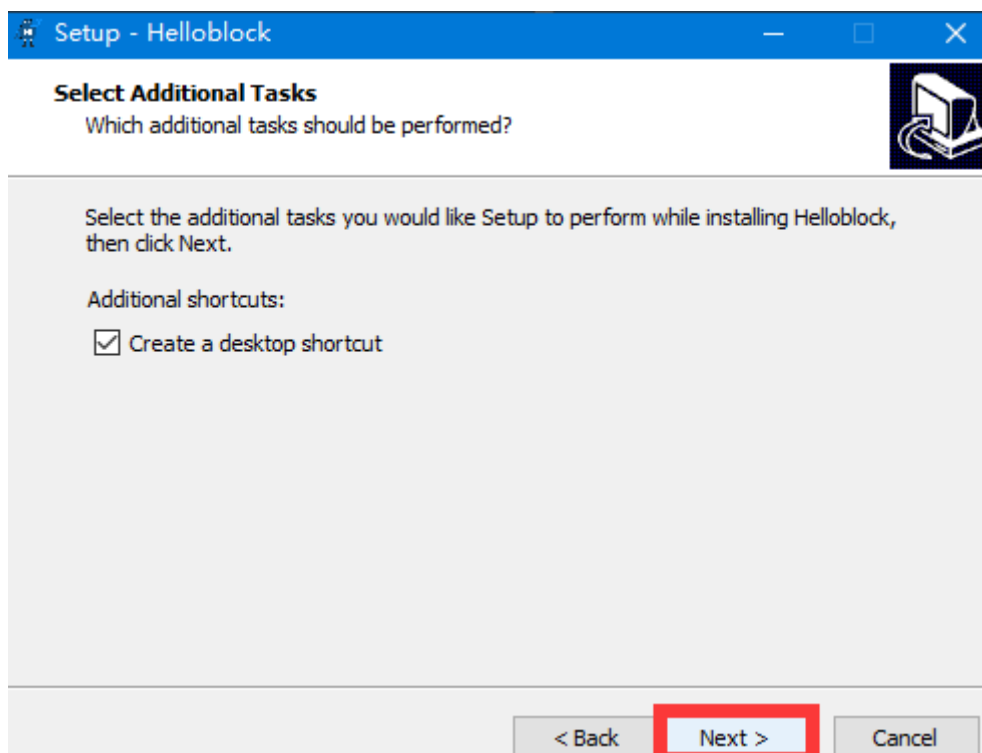 Setup - Helloblock
Select Additional Tasks
Which additional tasks should be performed?
Select the additional tasks you would like Setup to perform while installing Helloblock,
then click Next.
Additional shortcuts:
Create a desktop shortcut
< Back
Next >
Cancel